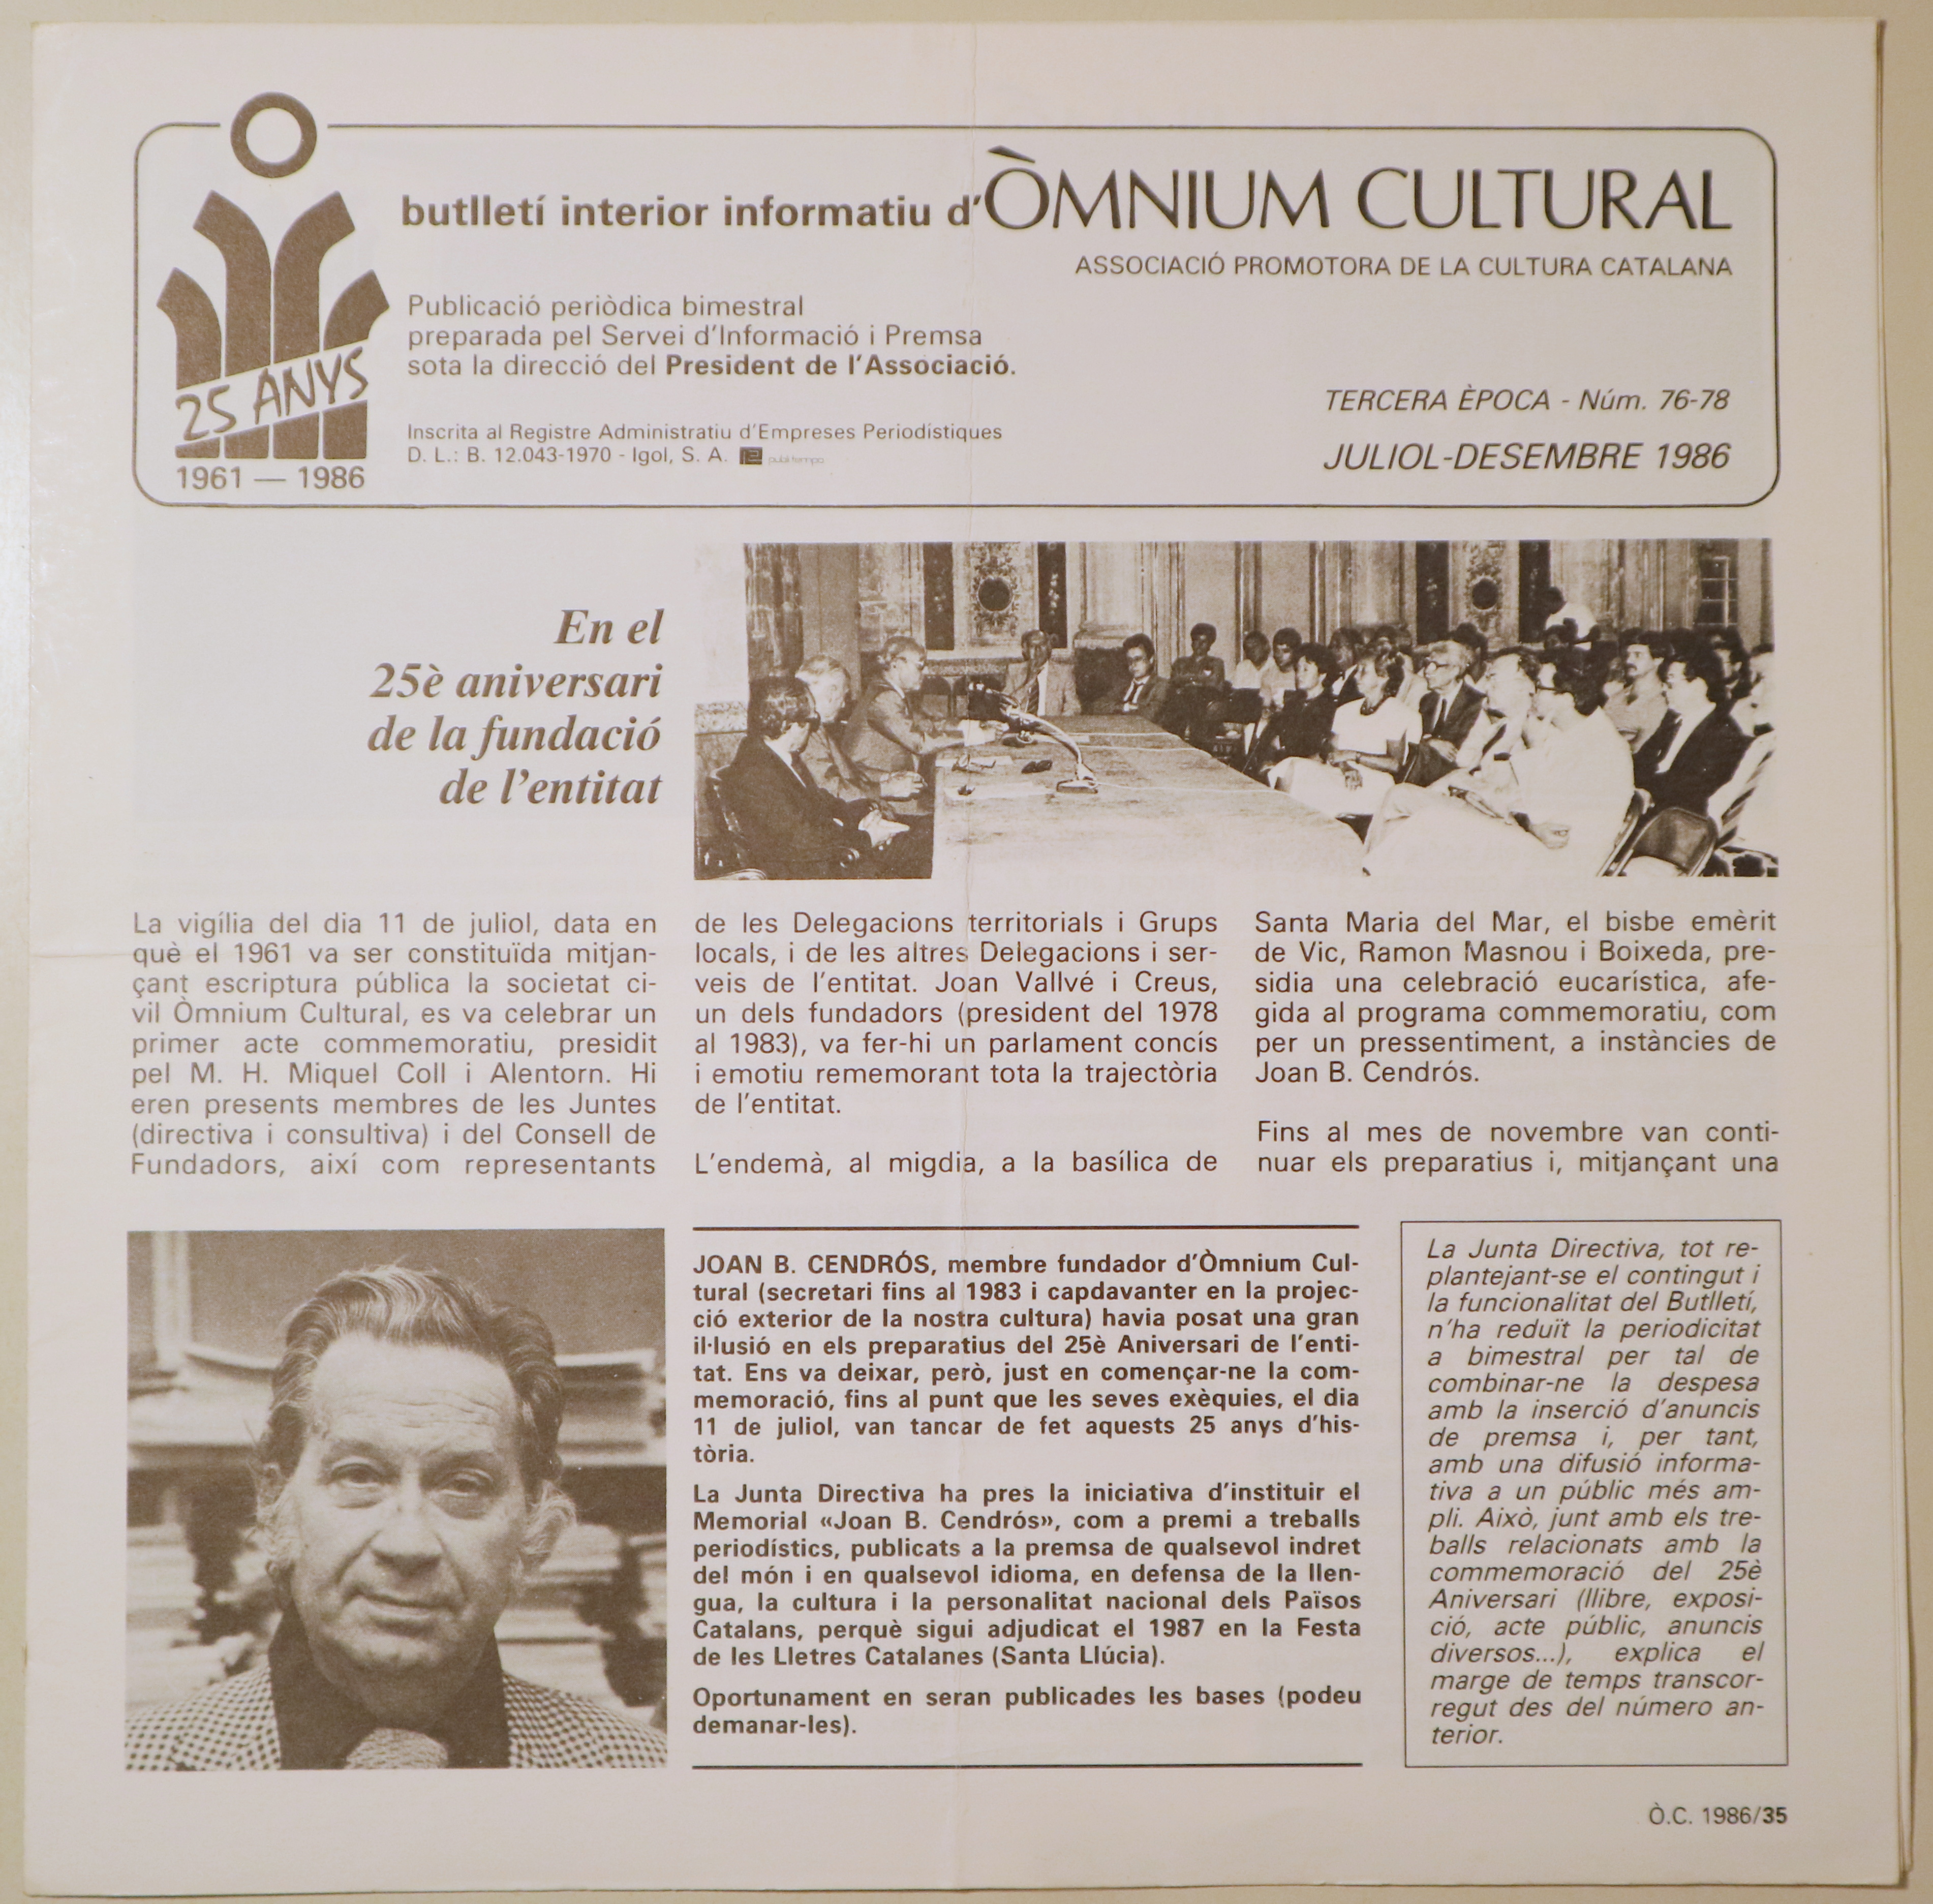 butlletí interior informatiu d'ÒMNIUM CULTURAL
ASSOCIACIÓ PROMOTORA DE LA CULTURA CATALANA
Publicació periòdica bimestral
preparada pel Servei d'Informació i Premsa
sota la direcció del President de l'Associació.
Inscrita al Registre Administratiu d'Empreses Periodístiques
D. L.: B. 12.043-1970 - Igol, S. A.
25 ANYS
1961 — 1986
TERCERA ÈPOCA - Núm. 76-78
JULIOL-DESEMBRE 1986
En el
25è aniversari
de la fundació
de l'entitat
La vigília del dia 11 de juliol, data en
què el 1961 va ser constituïda mitjan-
çant escriptura pública la societat ci-
vil Òmnium Cultural, es va celebrar un
primer acte commemoratiu, presidit
pel M. H. Miquel Coll i Alentorn. Hi
eren presents membres de les Juntes
(directiva i consultiva) i del Consell de
Fundadors, així com representants
de les Delegacions territorials i Grups
locals, i de les altres Delegacions i ser-
veis de l'entitat. Joan Vallvé i Creus,
un dels fundadors (president del 1978
al 1983), va fer-hi un parlament concís
i emotiu rememorant tota la trajectòria
de l'entitat.
L'endemà, al migdia, a la basílica de
Santa Maria del Mar, el bisbe emèrit
de Vic, Ramon Masnou i Boixeda, pre-
sidia una celebració eucarística, afe-
gida al programa commemoratiu, com
per un pressentiment, a instàncies de
Joan B. Cendrós.
Fins al mes de novembre van conti-
nuar els preparatius i, mitjançant una
JOAN B. CENDRÓS, membre fundador d'Òmnium Cul-
tural (secretari fins al 1983 i capdavanter en la projec-
ció exterior de la nostra cultura) havia posat una gran
il·lusió en els preparatius del 25è Aniversari de l'enti-
tat. Ens va deixar, però, just en començar-ne la com-
memoració, fins al punt que les seves exèquies, el dia
11 de juliol, van tancar de fet aquests 25 anys d'his-
tòria.
La Junta Directiva ha pres la iniciativa d'instituir el
Memorial «Joan B. Cendrós», com a premi a treballs
periodístics, publicats a la premsa de qualsevol indret
del món i en qualsevol idioma, en defensa de la llen-
gua, la cultura i la personalitat nacional dels Països
Catalans, perquè sigui adjudicat el 1987 en la Festa
de les Lletres Catalanes (Santa Llúcia).
Oportunament en seran publicades les bases (podeu
demanar-les).
La Junta Directiva, tot re-
plantejant-se el contingut i
la funcionalitat del Butlletí,
n'ha reduït la periodicitat
a bimestral per tal de
combinar-ne la despesa
amb la inserció d'anuncis
de premsa i, per tant,
amb una difusió informa-
tiva a un públic més am-
pli. Això, junt amb els tre-
balls relacionats amb la
commemoració del 25è
Aniversari (llibre, exposi-
ció, acte públic, anuncis
diversos...), explica el
marge de temps transcor-
regut des del número an-
terior.
Ò.C. 1986/35